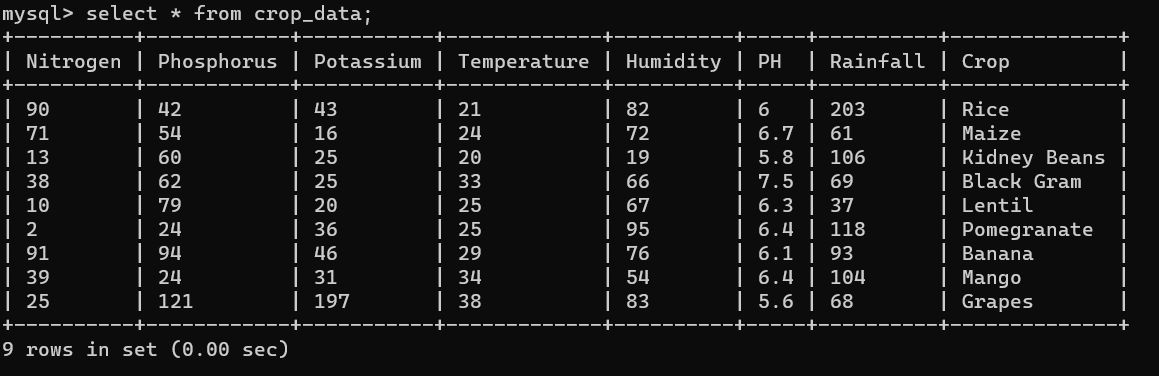 mysql> select * from crop_data;
+----------+------------+-----------+-------------+----------+-----+----------+--------------+
| Nitrogen | Phosphorus | Potassium | Temperature | Humidity | PH  | Rainfall | Crop         |
+----------+------------+-----------+-------------+----------+-----+----------+--------------+
| 90       | 42         | 43        | 21          | 82       | 6   | 203      | Rice         |
| 71       | 54         | 16        | 24          | 72       | 6.7 | 61       | Maize        |
| 13       | 60         | 25        | 20          | 19       | 5.8 | 106      | Kidney Beans |
| 38       | 62         | 25        | 33          | 66       | 7.5 | 69       | Black Gram   |
| 10       | 79         | 20        | 25          | 67       | 6.3 | 37       | Lentil       |
| 2        | 24         | 36        | 25          | 95       | 6.4 | 118      | Pomegranate  |
| 91       | 94         | 46        | 29          | 76       | 6.1 | 93       | Banana       |
| 39       | 24         | 31        | 34          | 54       | 6.4 | 104      | Mango        |
| 25       | 121        | 197       | 38          | 83       | 5.6 | 68       | Grapes       |
+----------+------------+-----------+-------------+----------+-----+----------+--------------+
9 rows in set (0.00 sec)